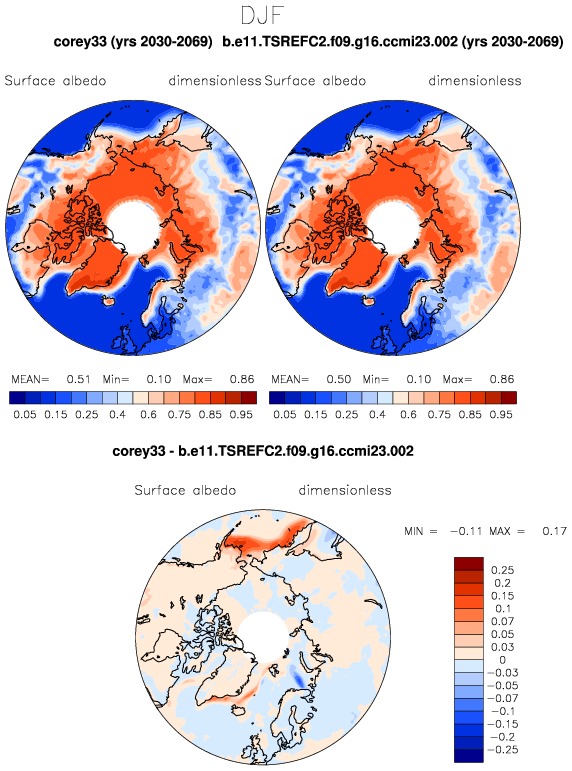 DJF
corey33 (yrs 2030-2069) b.e11.TSREFC2.f09.g16.ccmi23.002 (yrs 2030-2069)
Surface albedo dimensionless Surface albedo dimensionless
MEAN= 0.51 Min= 0.10 Max= 0.86 MEAN= 0.50 Min= 0.10 Max= 0.86
0.05 0.15 0.25 0.4 0.6 0.75 0.85 0.95 0.05 0.15 0.25 0.4 0.6 0.75 0.85 0.95
corey33 - b.e11.TSREFC2.f09.g16.ccmi23.002
Surface albedo dimensionless
MIN = -0.11 MAX = 0.17
0.25
0.2
0.15
0.1
0.07
0.05
0.03
0
-0.03
-0.05
-0.07
-0.1
-0.15
-0.2
-0.25